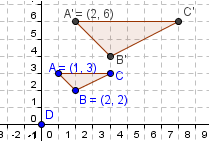 A' = (2, 6)
C'
6
5
B'
4
A = (1, 3)
C
3
2
B = (2, 2)
1
D
-2 -1 0 1 2 3 4 5 6 7 8 9